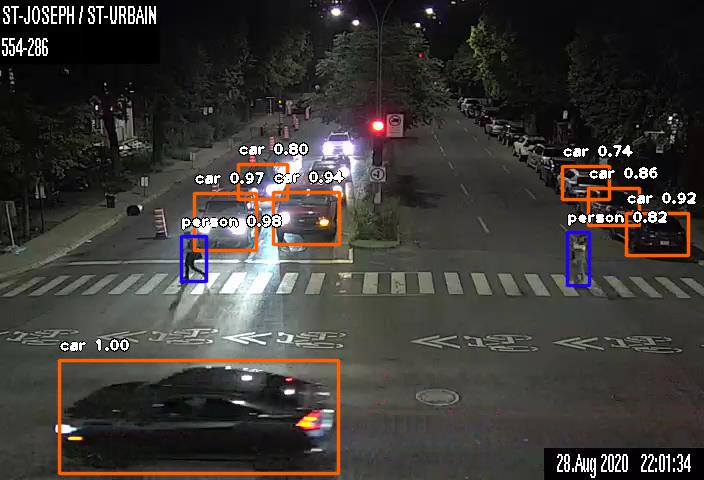 ST-JOSEPH / ST-URBAIN
554-286
car 0.80
car 0.97
car 0.94
person 0.98
car 0.74
car 0.86
car 0.92
person 0.82
car 1.00
28.Aug 2020 22:01:34